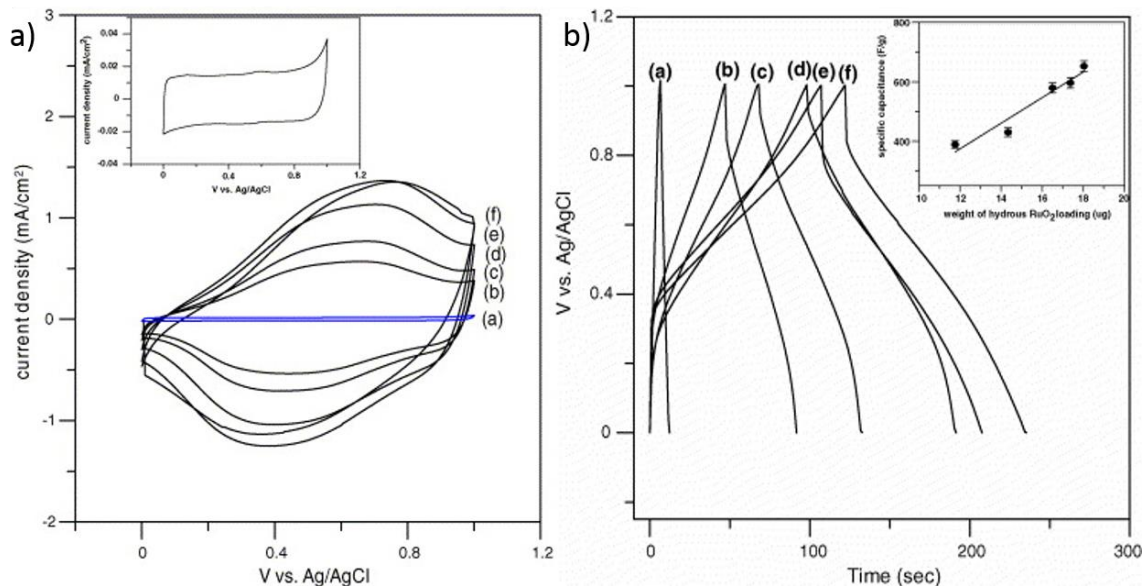 a)
3
2
1
0
-1
-2
current density (mA/cm²)
0
0.4
0.8
1.2
V vs. Ag/AgCl
0.04
0.02
0
-0.02
-0.04
current density (mA/cm²)
0
0.4
0.8
1.2
V vs. Ag/AgCl
(f)
(e)
(d)
(c)
(b)
(a)
b)
1.2
0.8
0.4
0
V vs. Ag/AgCl
0
100
200
300
Time (sec)
(a)
(b)
(c)
(d)
(e)
(f)
800
600
400
specific capacitance (F/g)
10
12
14
16
18
20
weight of hydrous RuO₂loading (ug)